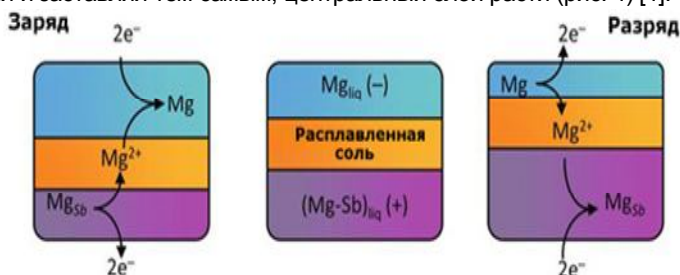 Заряд
2e⁻
Разряд
2e⁻
Mg
Mg²⁺
Mg_Sb
2e⁻
Mg_liq (–)
Расплавленная
соль
(Mg-Sb)_liq (+)
Mg
Mg²⁺
Mg_Sb
2e⁻